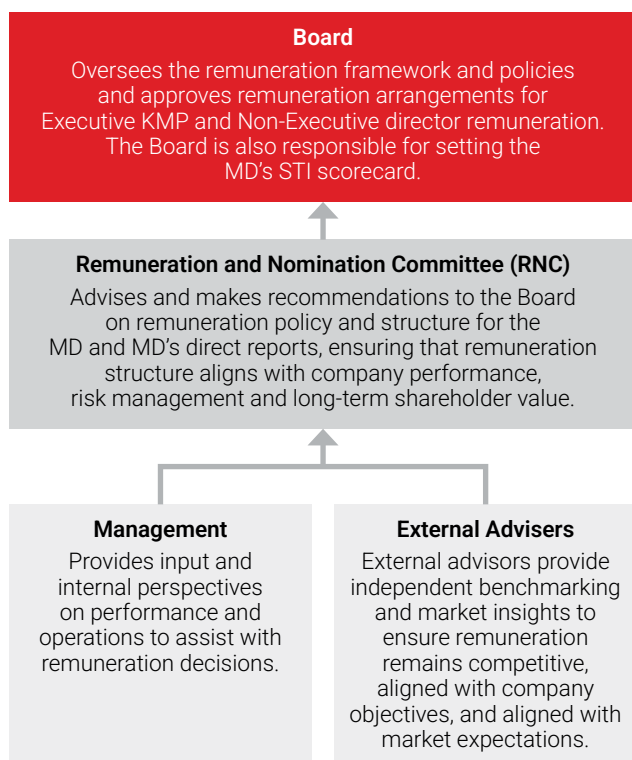 Board
Oversees the remuneration framework and policies
and approves remuneration arrangements for
Executive KMP and Non-Executive director remuneration.
The Board is also responsible for setting the
MD’s STI scorecard.
Remuneration and Nomination Committee (RNC)
Advises and makes recommendations to the Board
on remuneration policy and structure for the
MD and MD’s direct reports, ensuring that remuneration
structure aligns with company performance,
risk management and long-term shareholder value.
Management
Provides input and
internal perspectives
on performance and
operations to assist with
remuneration decisions.
External Advisers
External advisors provide
independent benchmarking
and market insights to
ensure remuneration
remains competitive,
aligned with company
objectives, and aligned with
market expectations.